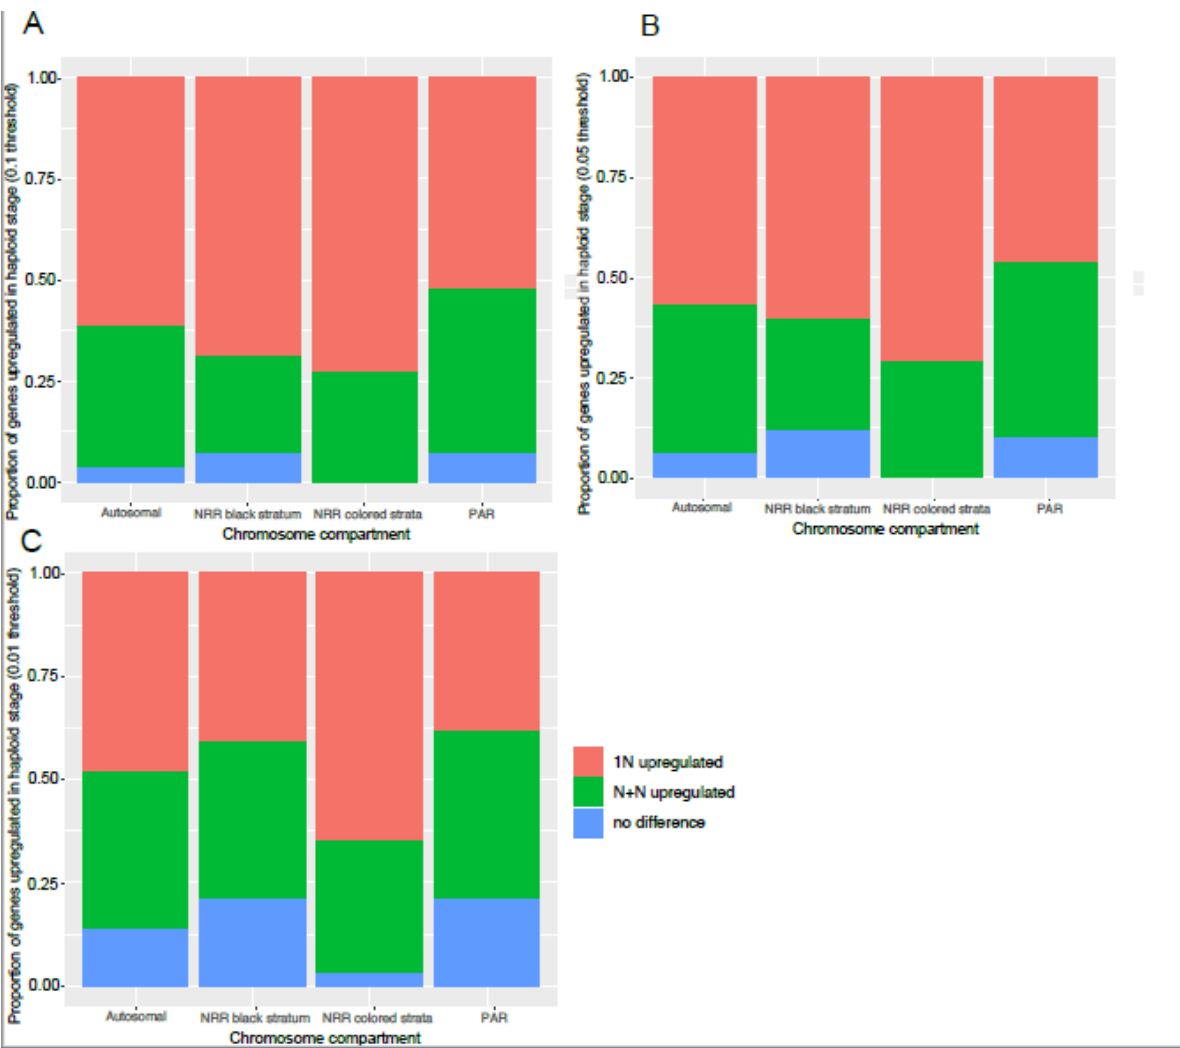 A
Proportion of genes upregulated in haploid stage (0.1 threshold)
1.00
0.75
0.50
0.25
0.00
Autosomal NRR black stratum NRR colored strata PAR
Chromosome compartment
B
Proportion of genes upregulated in haploid stage (0.05 threshold)
1.00
0.75
0.50
0.25
0.00
Autosomal NRR black stratum NRR colored strata PAR
Chromosome compartment
C
Proportion of genes upregulated in haploid stage (0.01 threshold)
1.00
0.75
0.50
0.25
0.00
Autosomal NRR black stratum NRR colored strata PAR
Chromosome compartment
1N upregulated
N+N upregulated
no difference